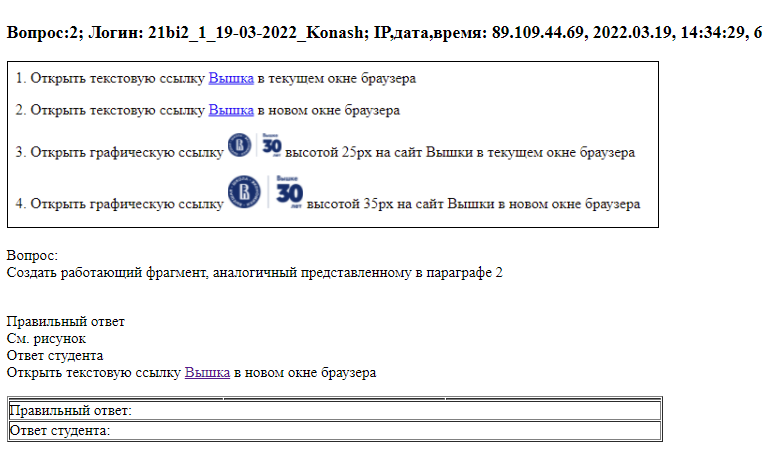 Вопрос:2; Логин: 21bi2_1_19-03-2022_Konash; IP,дата,время: 89.109.44.69, 2022.03.19, 14:34:29, 6
1. Открыть текстовую ссылку Вышка в текущем окне браузера
2. Открыть текстовую ссылку Вышка в новом окне браузера
3. Открыть графическую ссылку Вышка 30 лет высотой 25px на сайт Вышки в текущем окне браузера
4. Открыть графическую ссылку Вышка 30 лет высотой 35px на сайт Вышки в новом окне браузера
Вопрос:
Создать работающий фрагмент, аналогичный представленному в параграфе 2
Правильный ответ
См. рисунок
Ответ студента
Открыть текстовую ссылку Вышка в новом окне браузера
Правильный ответ:
Ответ студента: